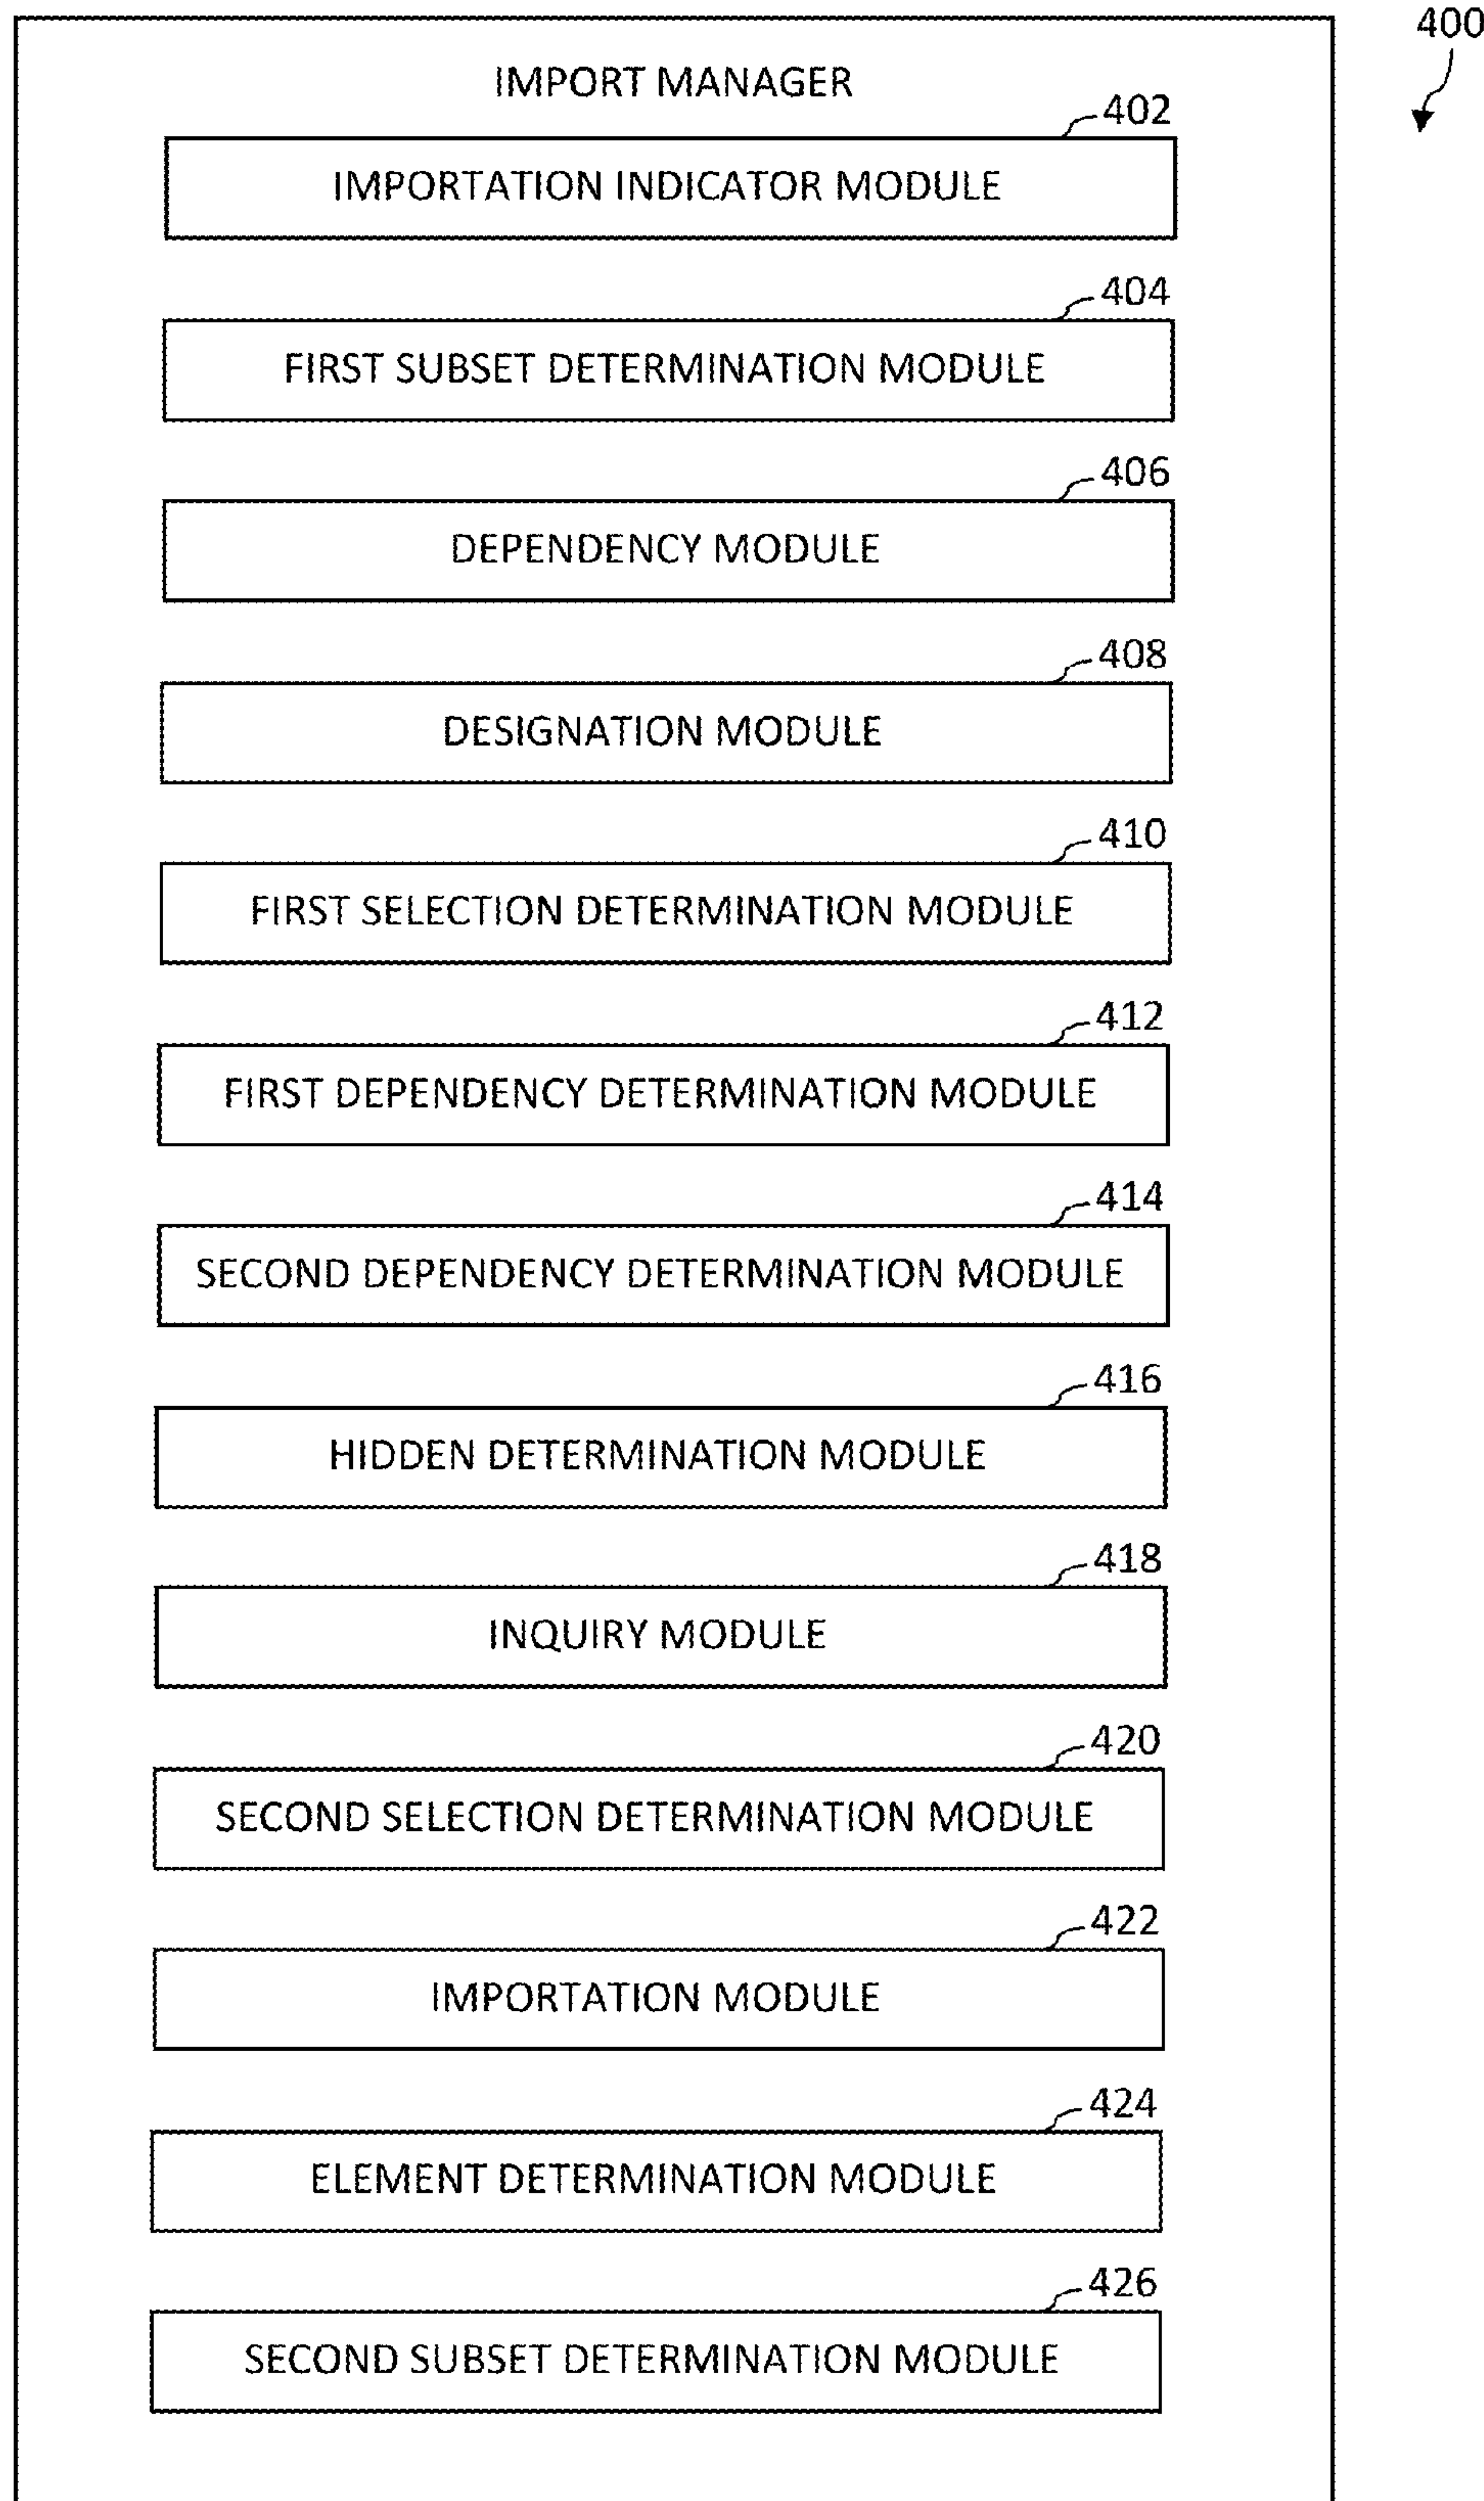 400
IMPORT MANAGER
402
IMPORTATION INDICATOR MODULE
404
FIRST SUBSET DETERMINATION MODULE
406
DEPENDENCY MODULE
408
DESIGNATION MODULE
410
FIRST SELECTION DETERMINATION MODULE
412
FIRST DEPENDENCY DETERMINATION MODULE
414
SECOND DEPENDENCY DETERMINATION MODULE
416
HIDDEN DETERMINATION MODULE
418
INQUIRY MODULE
420
SECOND SELECTION DETERMINATION MODULE
422
IMPORTATION MODULE
424
ELEMENT DETERMINATION MODULE
426
SECOND SUBSET DETERMINATION MODULE